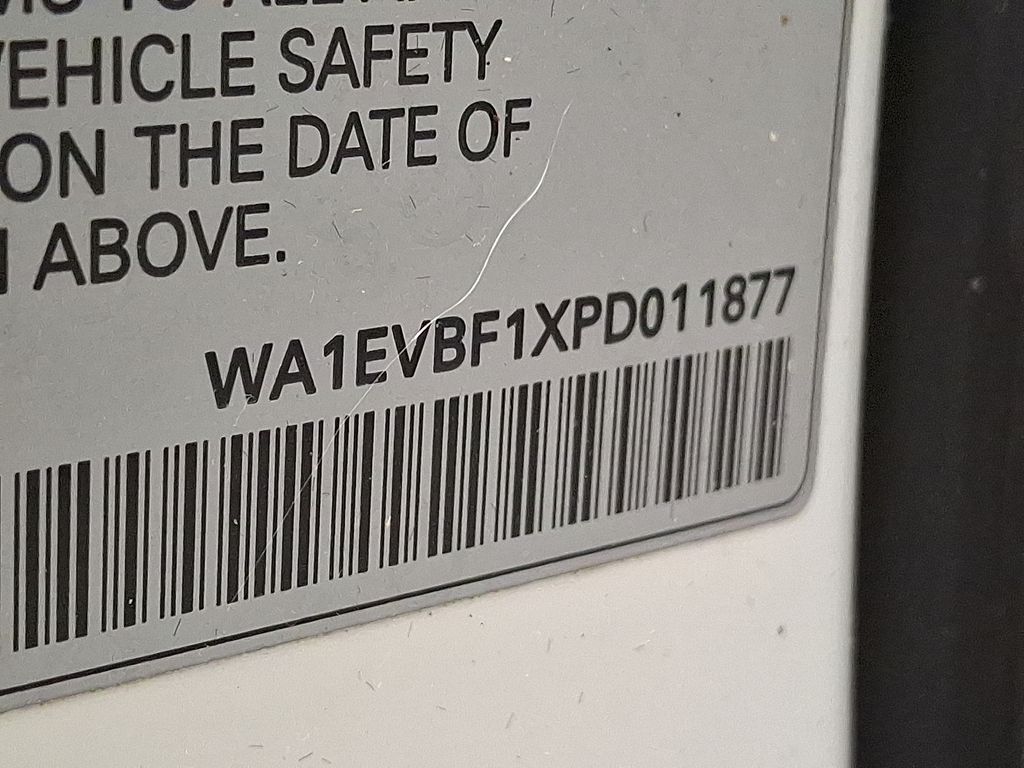 VEHICLE SAFETY
ON THE DATE OF
ABOVE.
WA1EVBF1XPD011877